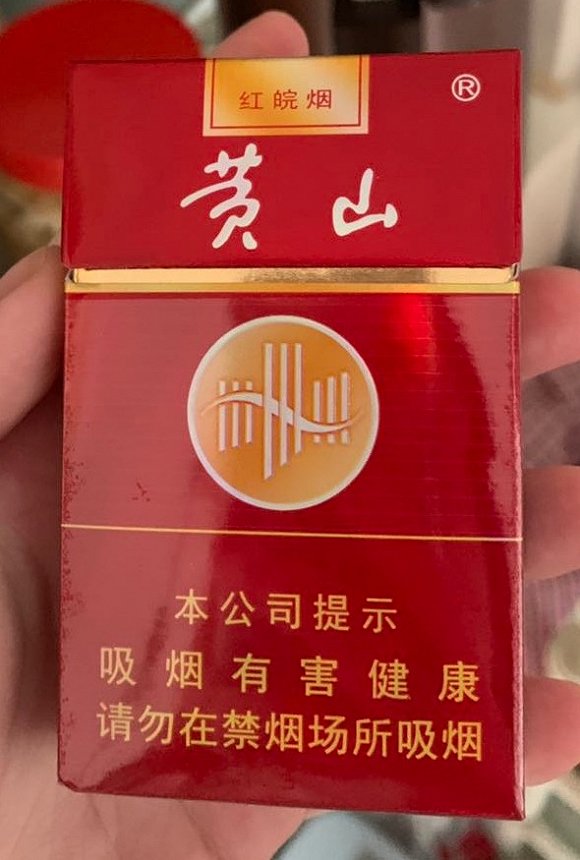 红皖烟
®
黄山
本公司提示
吸烟有害健康
请勿在禁烟场所吸烟